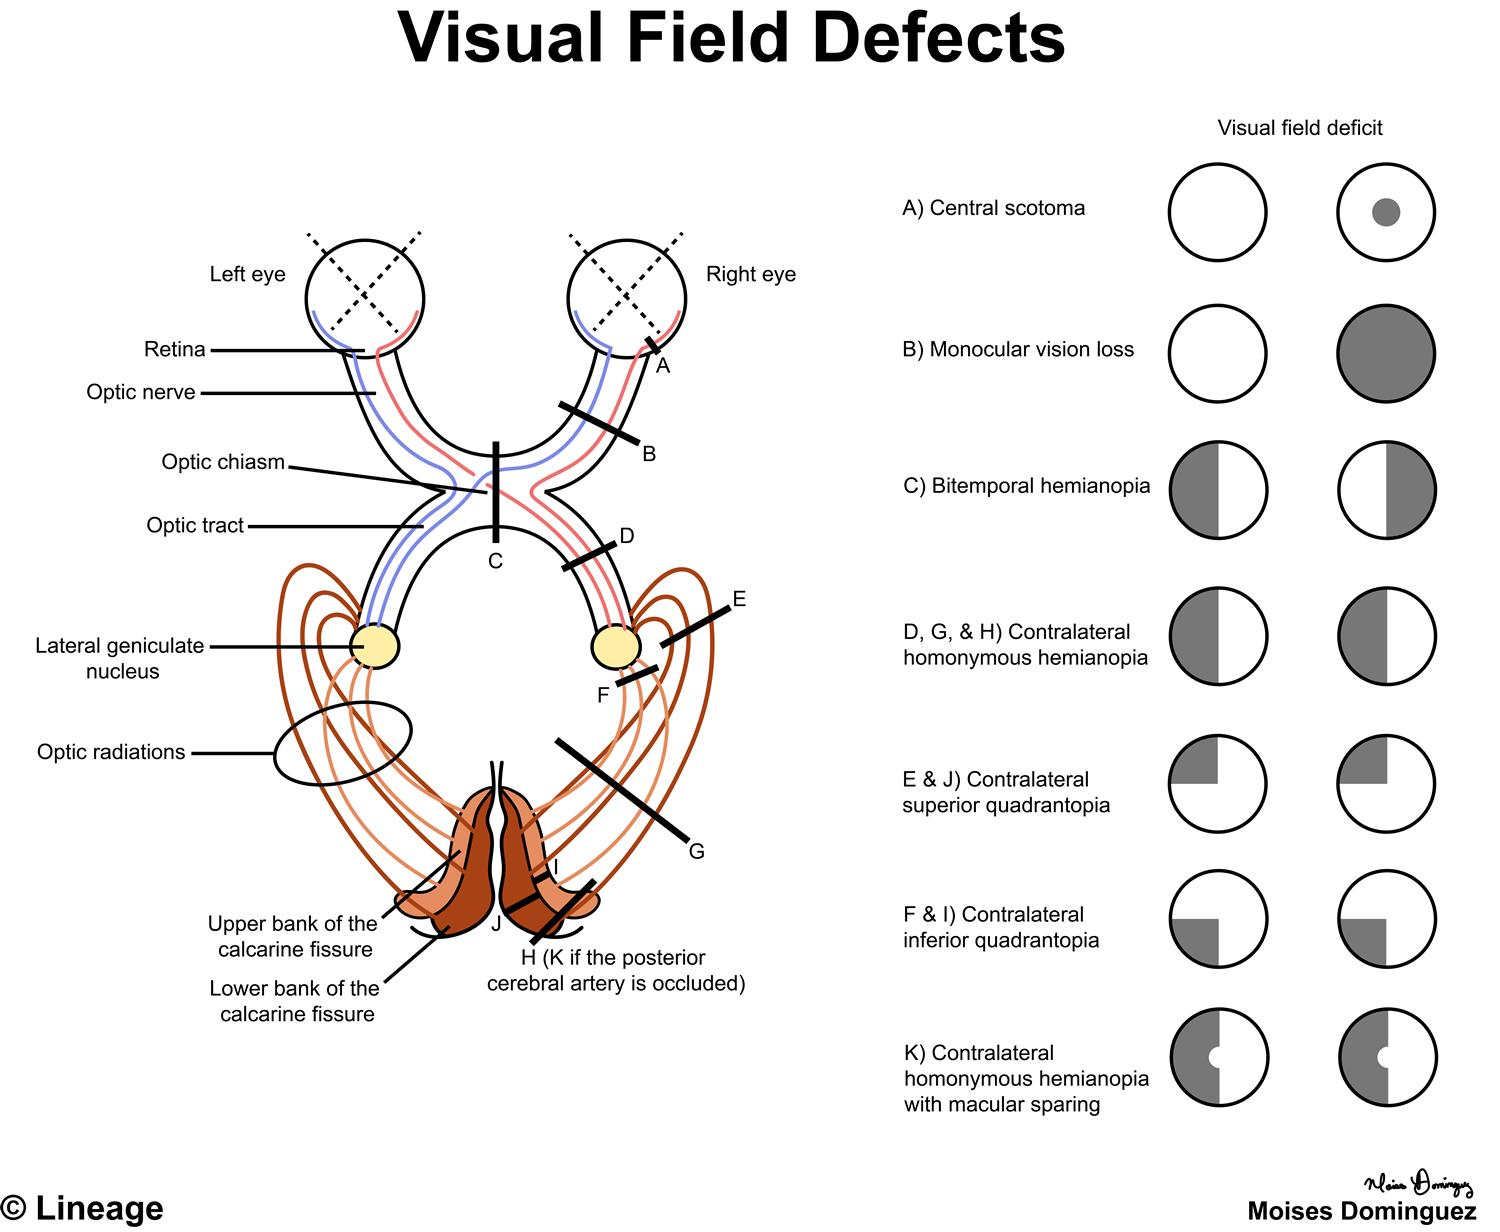 Visual Field Defects
Visual field deficit
Left eye
Right eye
Retina
Optic nerve
Optic chiasm
Optic tract
Lateral geniculate
nucleus
Optic radiations
Upper bank of the
calcarine fissure
Lower bank of the
calcarine fissure
A
B
C
D
E
F
G
I
J
H (K if the posterior
cerebral artery is occluded)
A) Central scotoma
B) Monocular vision loss
C) Bitemporal hemianopia
D, G, & H) Contralateral
homonymous hemianopia
E & J) Contralateral
superior quadrantopia
F & I) Contralateral
inferior quadrantopia
K) Contralateral
homonymous hemianopia
with macular sparing
© Lineage
Moises Dominguez
Moises Dominguez